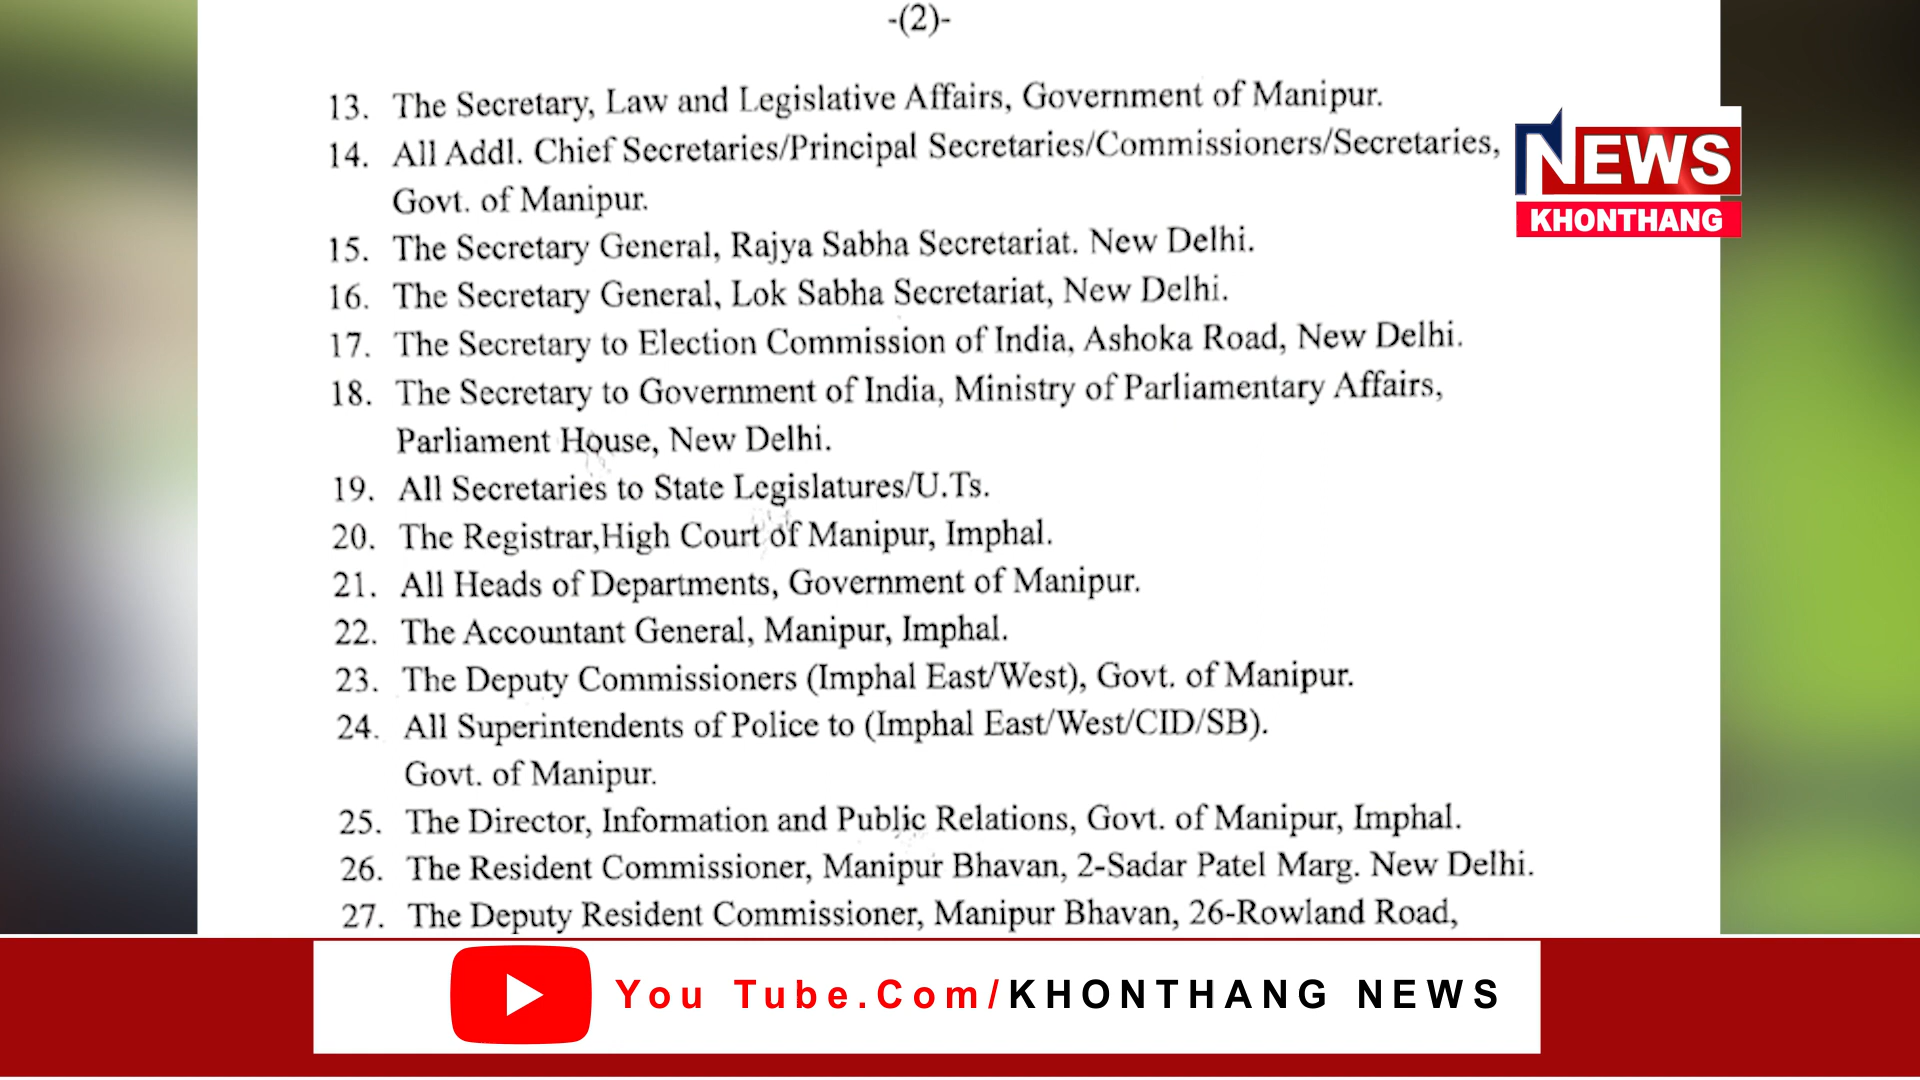 -(2)-
13. The Secretary, Law and Legislative Affairs, Government of Manipur.
14. All Addl. Chief Secretaries/Principal Secretaries/Commissioners/Secretaries,
Govt. of Manipur.
15. The Secretary General, Rajya Sabha Secretariat. New Delhi.
16. The Secretary General, Lok Sabha Secretariat, New Delhi.
17. The Secretary to Election Commission of India, Ashoka Road, New Delhi.
18. The Secretary to Government of India, Ministry of Parliamentary Affairs,
Parliament House, New Delhi.
19. All Secretaries to State Legislatures/U.Ts.
20. The Registrar,High Court of Manipur, Imphal.
21. All Heads of Departments, Government of Manipur.
22. The Accountant General, Manipur, Imphal.
23. The Deputy Commissioners (Imphal East/West), Govt. of Manipur.
24. All Superintendents of Police to (Imphal East/West/CID/SB).
Govt. of Manipur.
25. The Director, Information and Public Relations, Govt. of Manipur, Imphal.
26. The Resident Commissioner, Manipur Bhavan, 2-Sadar Patel Marg. New Delhi.
27. The Deputy Resident Commissioner, Manipur Bhavan, 26-Rowland Road,
NEWS
KHONTHANG
You Tube.Com/KHONTHANG NEWS